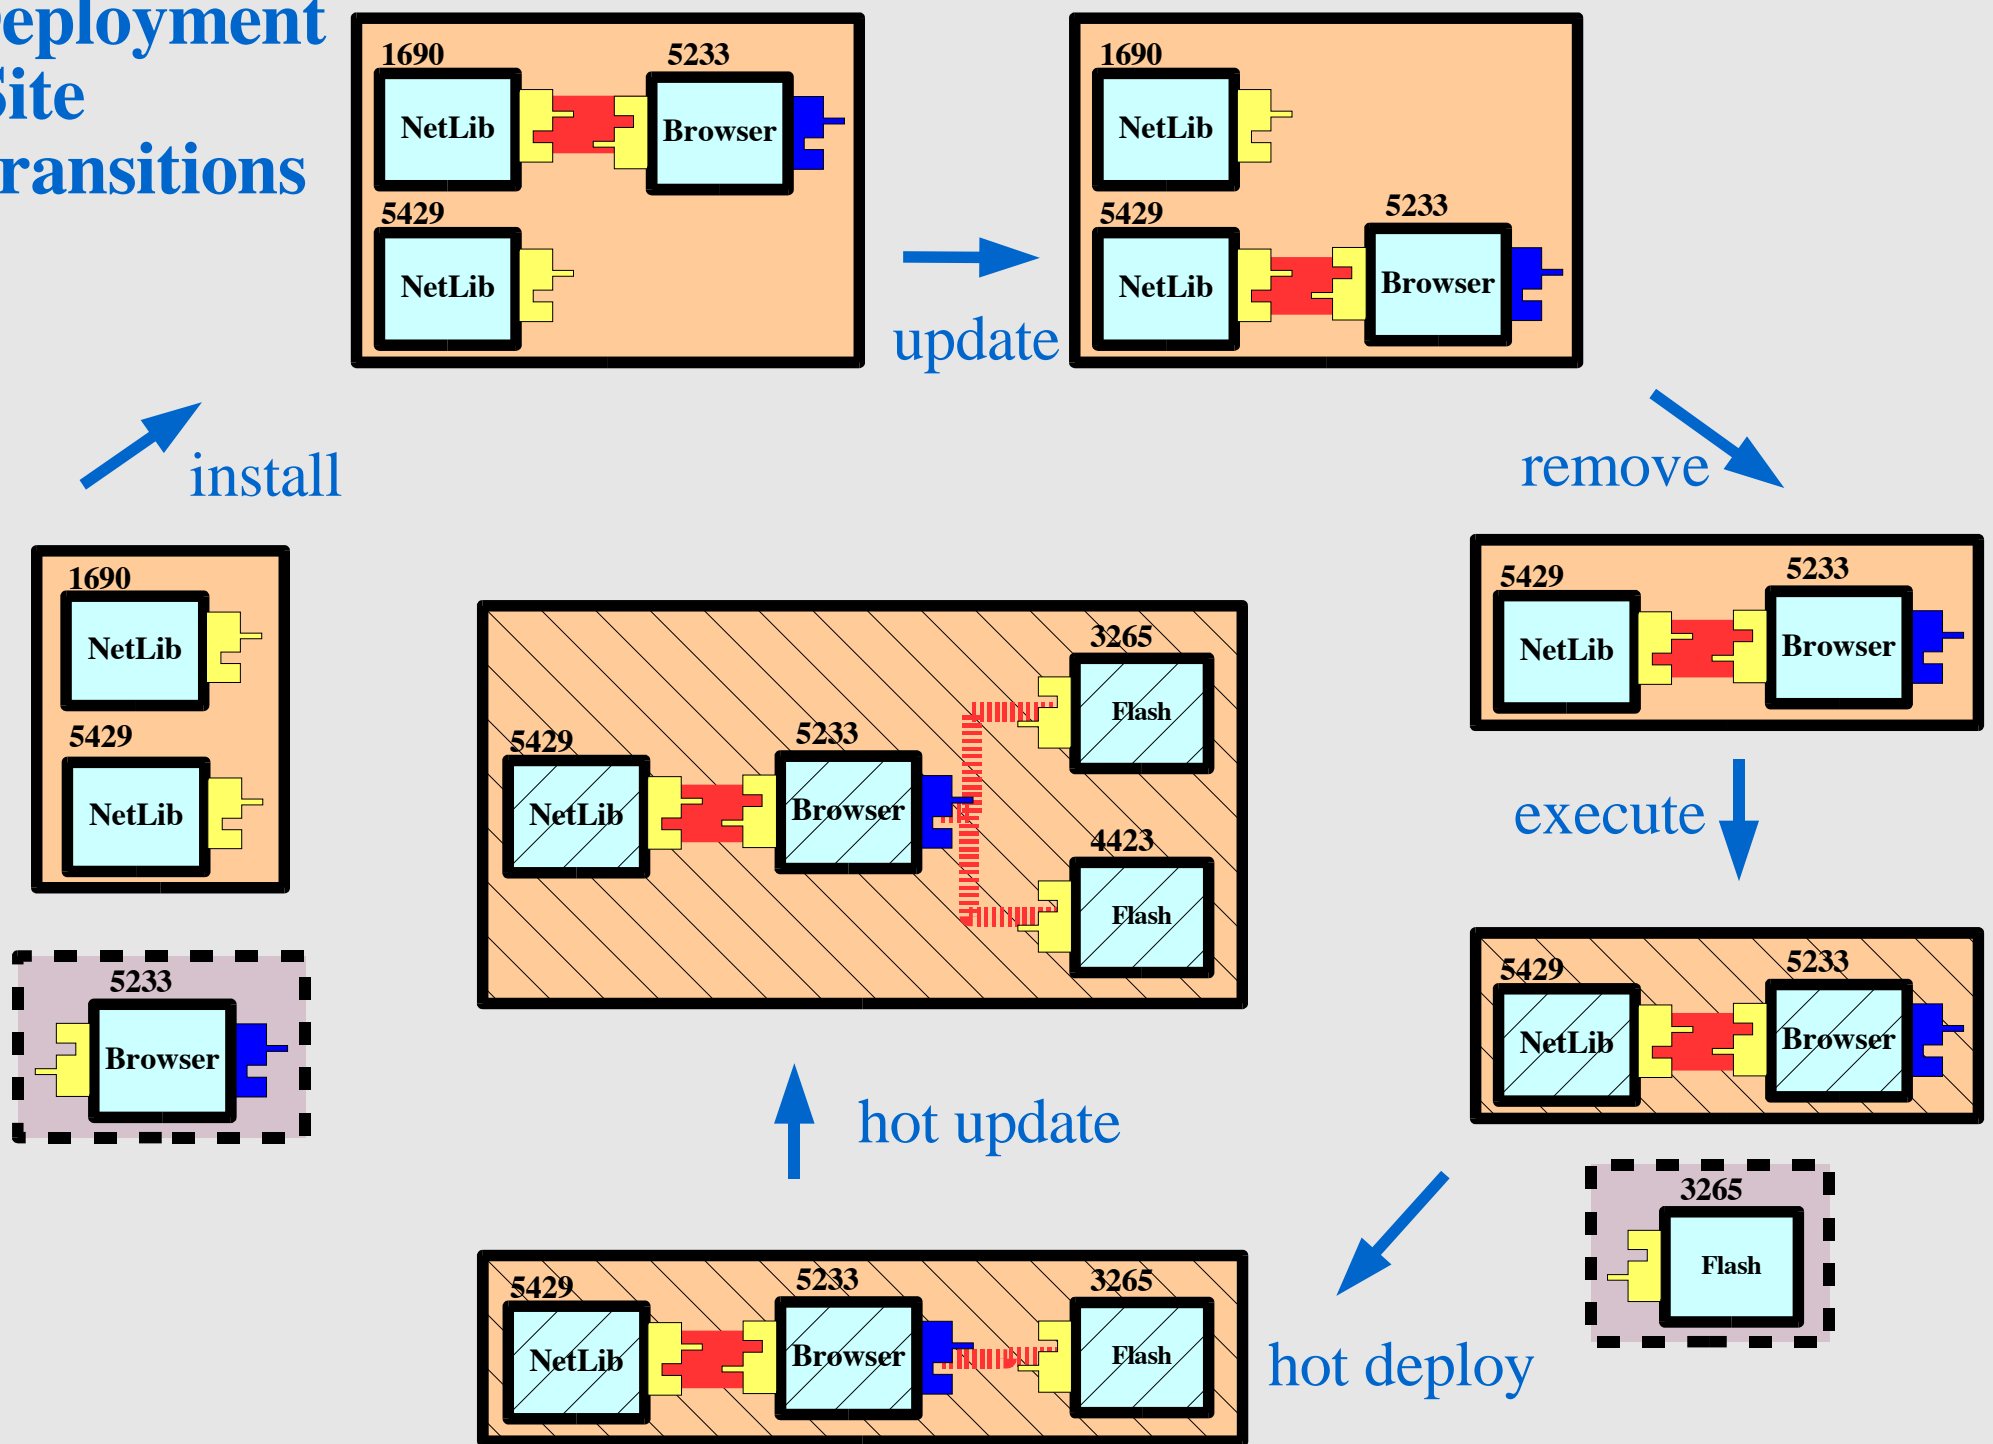 eployment
Site
ransitions
1690
5233
NetLib
Browser
5429
NetLib
update
1690
NetLib
5429
5233
NetLib
Browser
install
remove
1690
NetLib
5429
NetLib
5233
Browser
5429
5233
NetLib
Browser
execute
3265
Flash
5429
5233
NetLib
Browser
4423
Flash
5429
5233
NetLib
Browser
3265
Flash
hot update
hot deploy
5429
5233
3265
NetLib
Browser
Flash